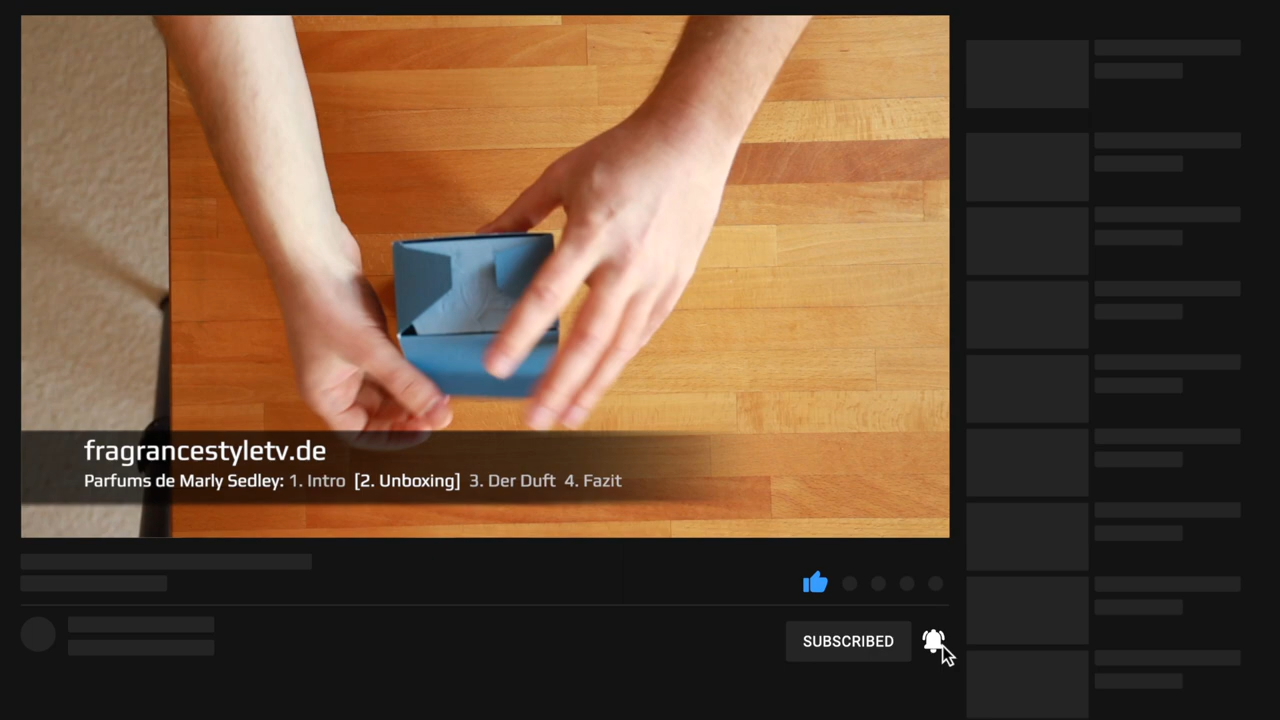 fragrancestyletv.de
Parfums de Marly Sedley: 1. Intro [2. Unboxing] 3. Der Duft 4. Fazit
SUBSCRIBED